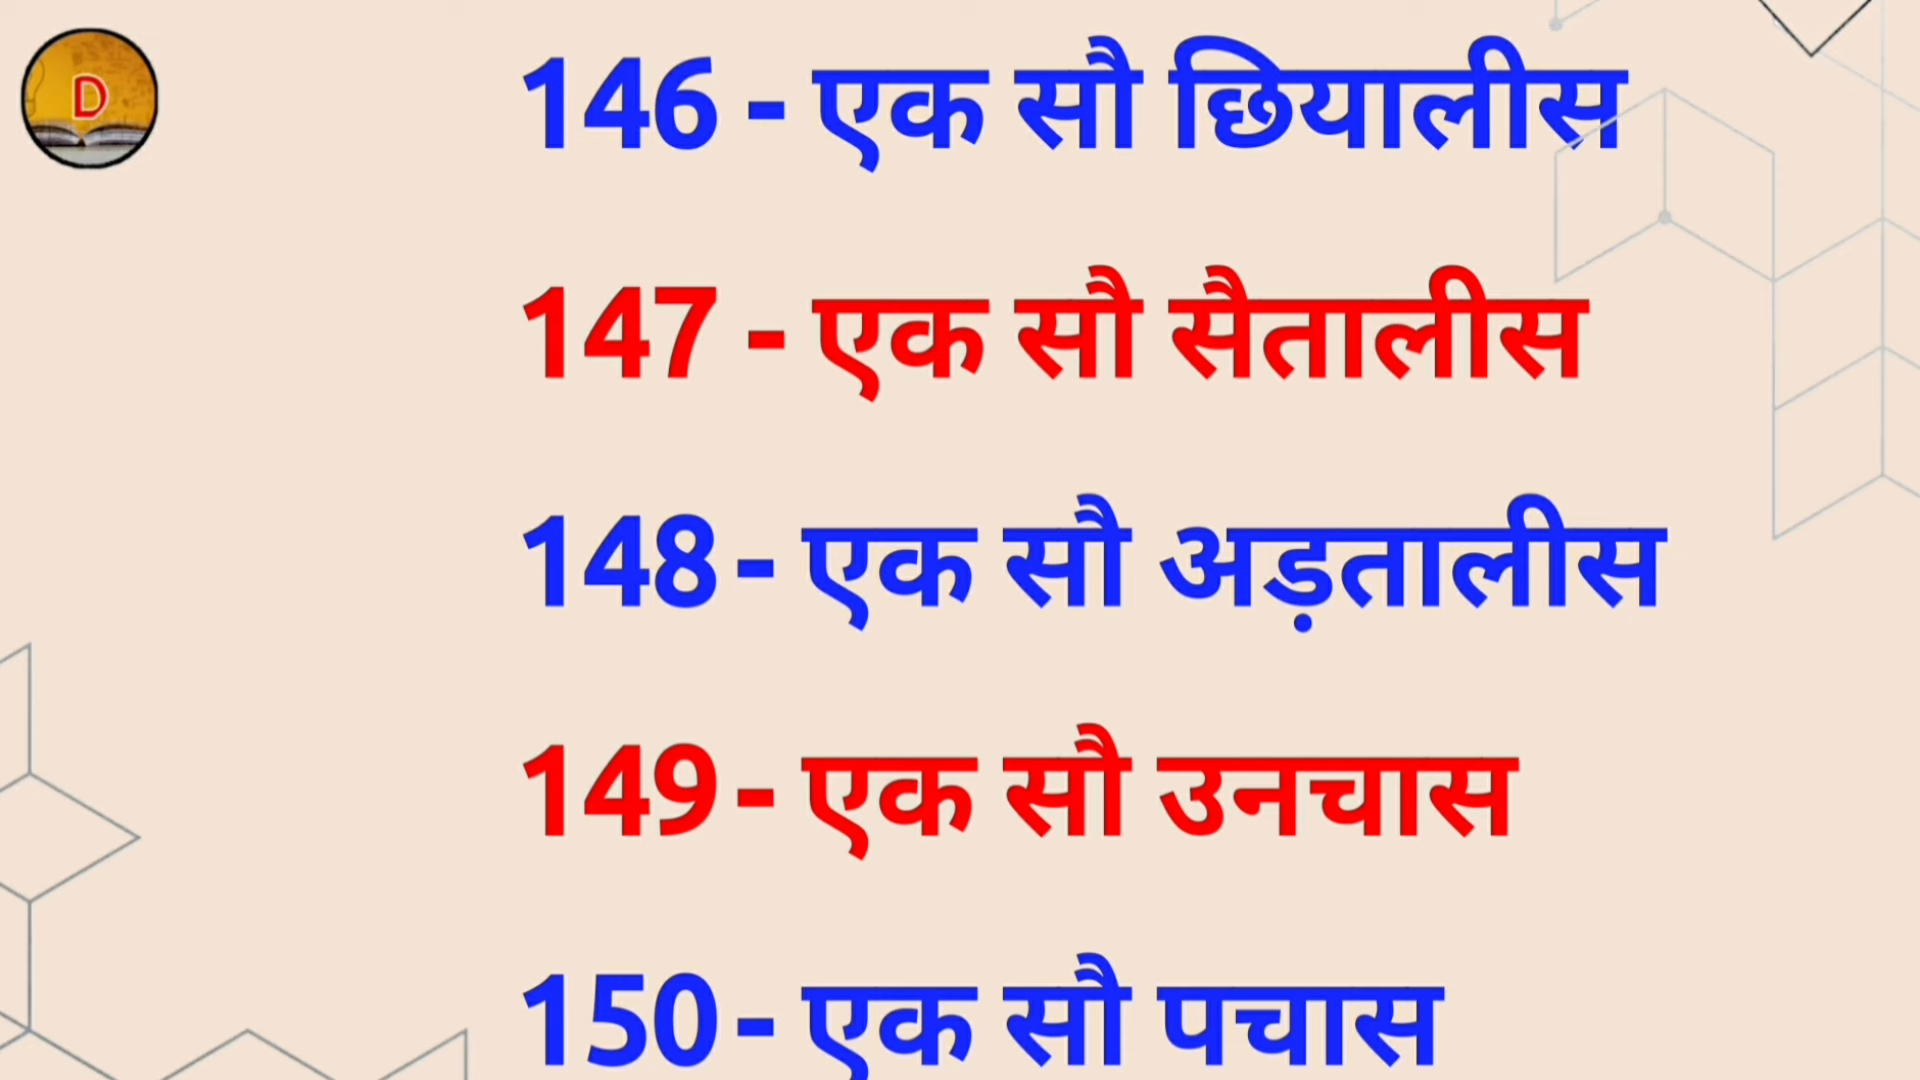 D
146 - एक सौ छियालीस
147 - एक सौ सैतालीस
148 - एक सौ अड़तालीस
149 - एक सौ उनचास
150 - एक सौ पचास